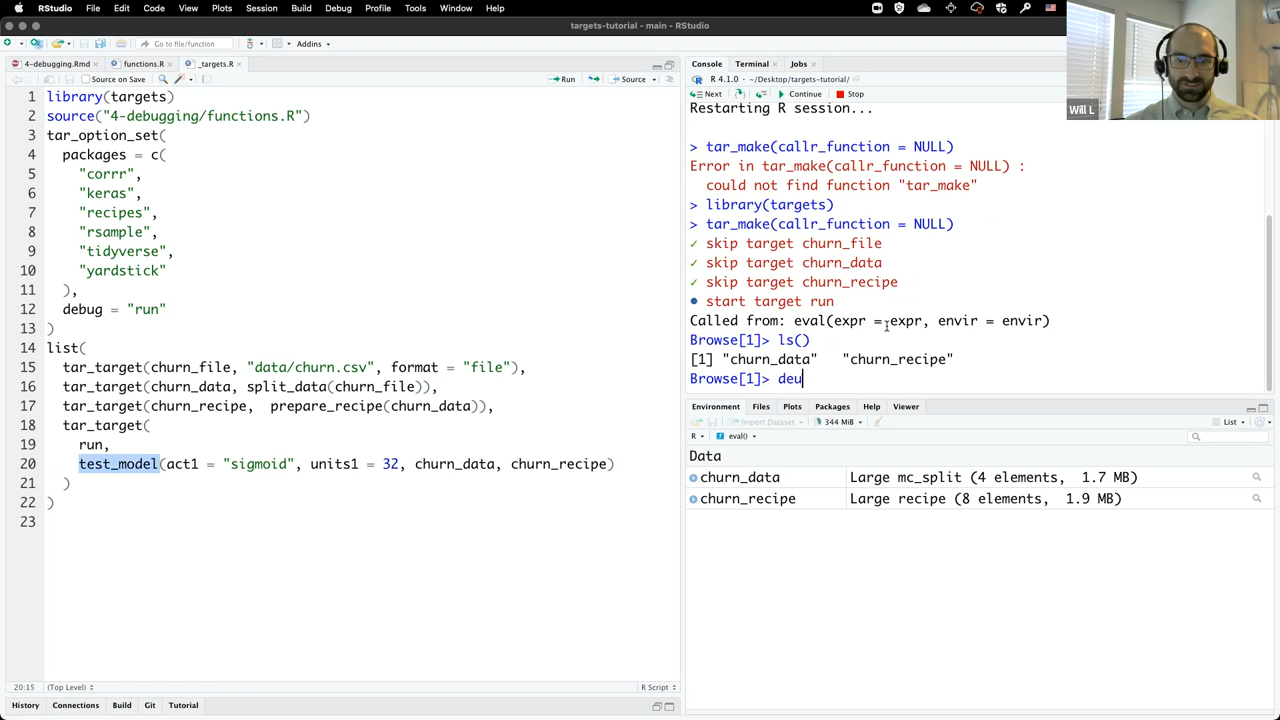 RStudio File Edit Code View Plots Session Build Debug Profile Tools Window Help
targets-tutorial - main - RStudio
Go to file/function
Addins
4-debugging.Rmd
functions.R
_targets.R
Source on Save
Run
Source
1 library(targets)
2 source("4-debugging/functions.R")
3 tar_option_set(
4 packages = c(
5 "corrr",
6 "keras",
7 "recipes",
8 "rsample",
9 "tidyverse",
10 "yardstick"
11 ),
12 debug = "run"
13 )
14 list(
15 tar_target(churn_file, "data/churn.csv", format = "file"),
16 tar_target(churn_data, split_data(churn_file)),
17 tar_target(churn_recipe,  prepare_recipe(churn_data)),
18 tar_target(
19 run,
20 test_model(act1 = "sigmoid", units1 = 32, churn_data, churn_recipe)
21 )
22 )
23
20:15 (Top Level)
R Script
History Connections Build Git Tutorial
Console Terminal Jobs
R 4.1.0 · ~/Desktop/targets-tutorial/
Next Continue Stop
Restarting R session...
> tar_make(callr_function = NULL)
Error in tar_make(callr_function = NULL) :
could not find function "tar_make"
> library(targets)
> tar_make(callr_function = NULL)
✓ skip target churn_file
✓ skip target churn_data
✓ skip target churn_recipe
● start target run
Called from: eval(expr = expr, envir = envir)
Browse[1]> ls()
[1] "churn_data"   "churn_recipe"
Browse[1]> deu
Environment Files Plots Packages Help Viewer
Import Dataset
344 MiB
List
R
eval()
Data
churn_data Large mc_split (4 elements,  1.7 MB)
churn_recipe Large recipe (8 elements,  1.9 MB)
Will L